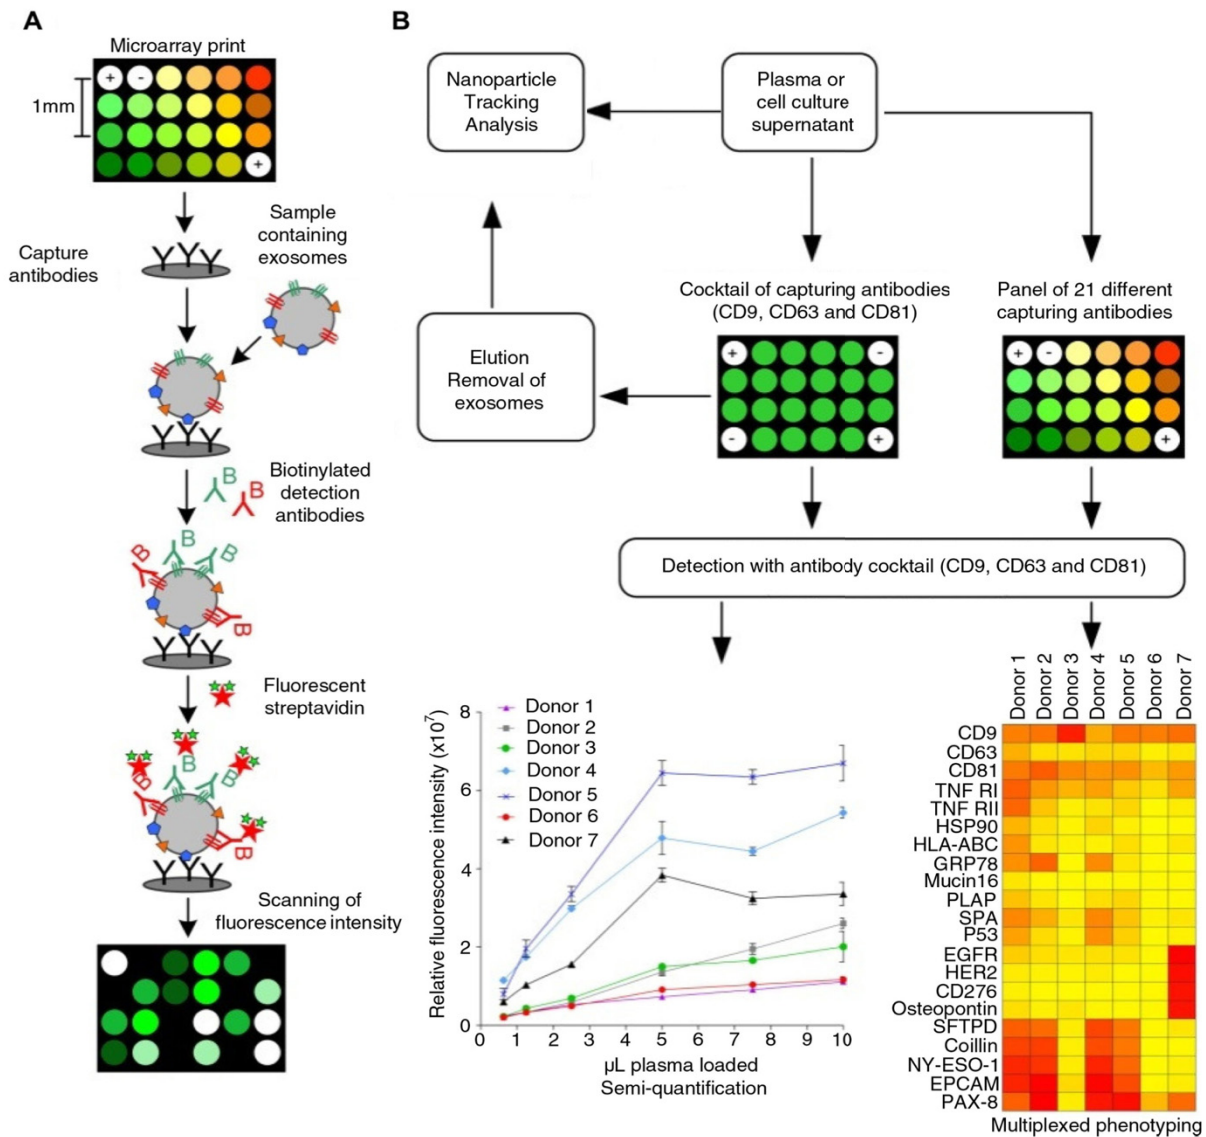 A
Microarray print
+
-
1mm
+
Capture
antibodies
Sample
containing
exosomes
Biotinylated
detection
antibodies
B
B
B
B
B
B
Fluorescent
streptavidin
B
B
B
B
Scanning of
fluorescence intensity
B
Nanoparticle
Tracking
Analysis
Plasma or
cell culture
supernatant
Elution
Removal of
exosomes
Cocktail of capturing antibodies
(CD9, CD63 and CD81)
+
-
-
+
Panel of 21 different
capturing antibodies
+
-
+
Detection with antibody cocktail (CD9, CD63 and CD81)
Relative fluorescence intensity (x10⁷)
8
6
4
2
0
Donor 1
Donor 2
Donor 3
Donor 4
Donor 5
Donor 6
Donor 7
0 1 2 3 4 5 6 7 8 9 10
µL plasma loaded
Semi-quantification
Donor 1
Donor 2
Donor 3
Donor 4
Donor 5
Donor 6
Donor 7
CD9
CD63
CD81
TNF RI
TNF RII
HSP90
HLA-ABC
GRP78
Mucin16
PLAP
SPA
P53
EGFR
HER2
CD276
Osteopontin
SFTPD
Coillin
NY-ESO-1
EPCAM
PAX-8
Multiplexed phenotyping